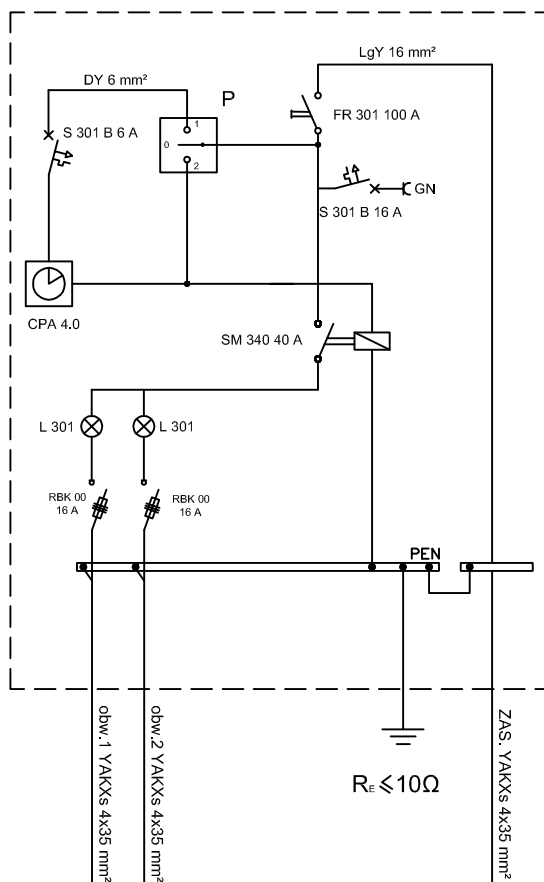 LgY 16 mm²
DY 6 mm²
P
FR 301 100 A
S 301 B 6 A
1
0
2
GN
S 301 B 16 A
CPA 4.0
SM 340 40 A
L 301
L 301
RBK 00
16 A
RBK 00
16 A
PEN
obw.1 YAKXs 4x35 mm²
obw.2 YAKXs 4x35 mm²
RE ≤10Ω
ZAS. YAKXs 4x35 mm²